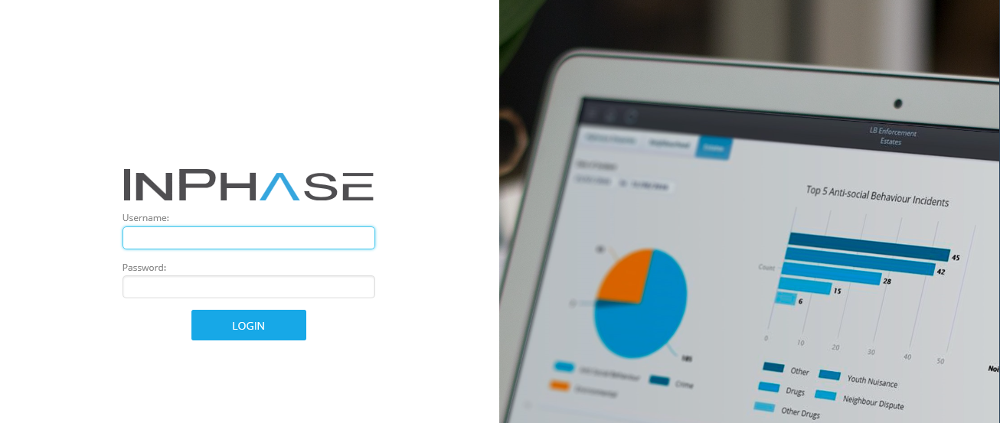 INPHASE
Username:
Password:
LOGIN
LB Enforcement
Estates
Top 5 Anti-social Behaviour Incidents
45
42
Count
28
15
6
0 10 20 30 40 50
Other
Youth Nuisance
Drugs
Neighbour Dispute
Other Drugs